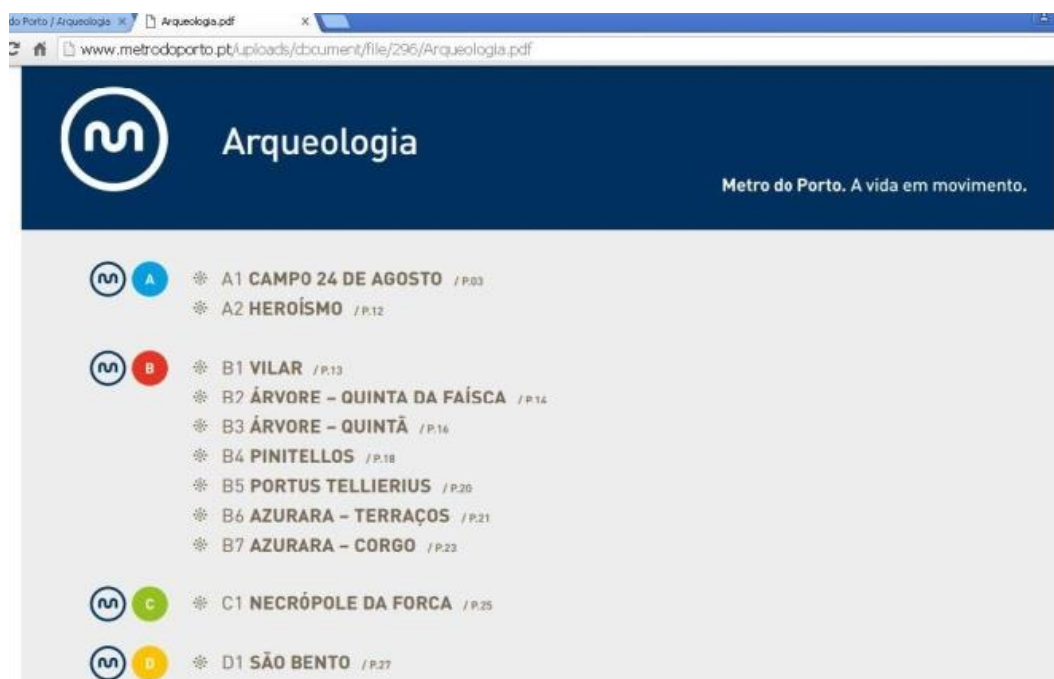 do Porto / Arqueologia
Arqueologia.pdf
www.metrodoporto.pt/uploads/document/file/296/Arqueologia.pdf
Arqueologia
Metro do Porto. A vida em movimento.
A
A1 CAMPO 24 DE AGOSTO / P.03
A2 HEROÍSMO / P.12
B
B1 VILAR / P.13
B2 ÁRVORE – QUINTA DA FAÍSCA / P.14
B3 ÁRVORE – QUINTÃ / P.16
B4 PINITELLOS / P.18
B5 PORTUS TELLIERIUS / P.20
B6 AZURARA – TERRAÇOS / P.21
B7 AZURARA – CORGO / P.23
C
C1 NECRÓPOLE DA FORCA / P.25
D
D1 SÃO BENTO / P.27